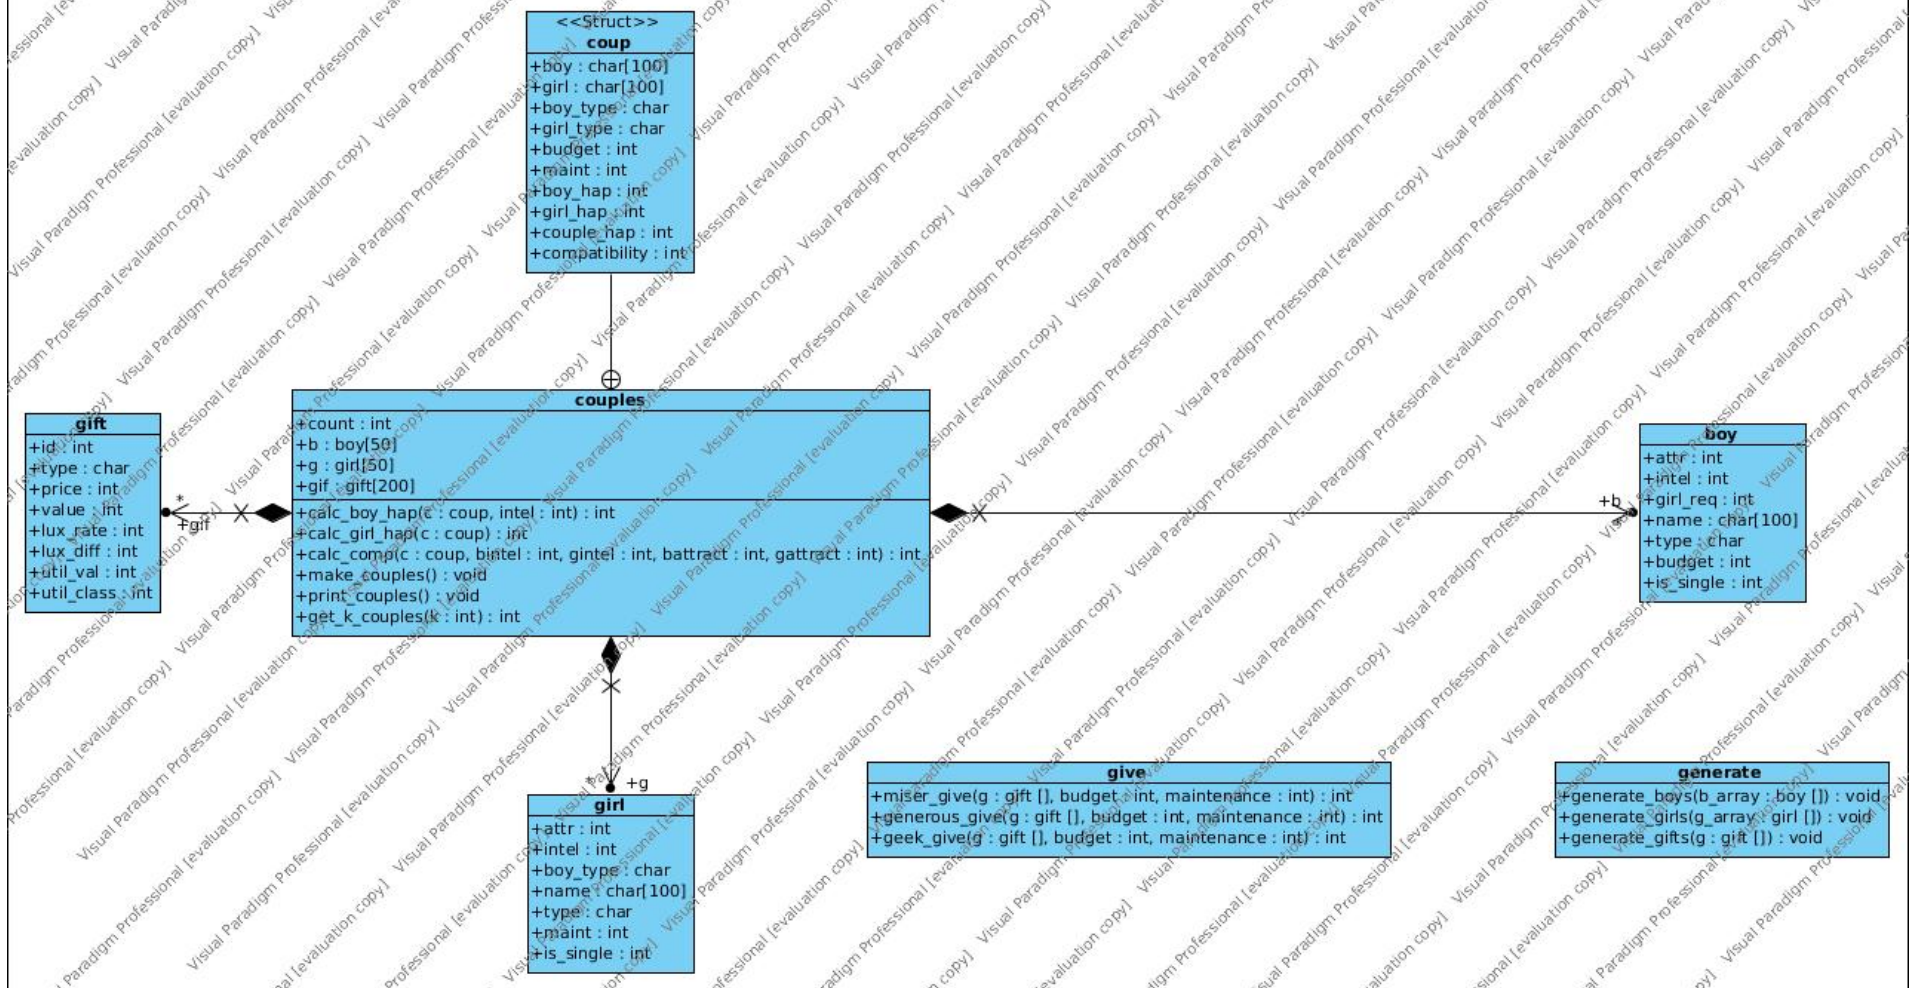 <<Struct>>
coup
+boy : char[100]
+girl : char[100]
+boy_type : char
+girl_type : char
+budget : int
+maint : int
+boy_hap : int
+girl_hap : int
+couple_hap : int
+compatibility : int
couples
+count : int
+b : boy[50]
+g : girl[50]
+gif : gift[200]
+calc_boy_hap(c : coup, intel : int) : int
+calc_girl_hap(c : coup) : int
+calc_comp(c : coup, bintel : int, gintel : int, battract : int, gattract : int) : int
+make_couples() : void
+print_couples() : void
+get_k_couples(k : int) : int
gift
+id : int
+type : char
+price : int
+value : int
+lux_rate : int
+lux_diff : int
+util_val : int
+util_class : int
*
+gif
+b
*
boy
+attr : int
+intel : int
+girl_req : int
+name : char[100]
+type : char
+budget : int
+is_single : int
*
+g
girl
+attr : int
+intel : int
+boy_type : char
+name : char[100]
+type : char
+maint : int
+is_single : int
give
+miser_give(g : gift [], budget : int, maintenance : int) : int
+generous_give(g : gift [], budget : int, maintenance : int) : int
+geek_give(g : gift [], budget : int, maintenance : int) : int
generate
+generate_boys(b_array : boy []) : void
+generate_girls(g_array : girl []) : void
+generate_gifts(g : gift []) : void
Visual Paradigm Professional [evaluation copy]